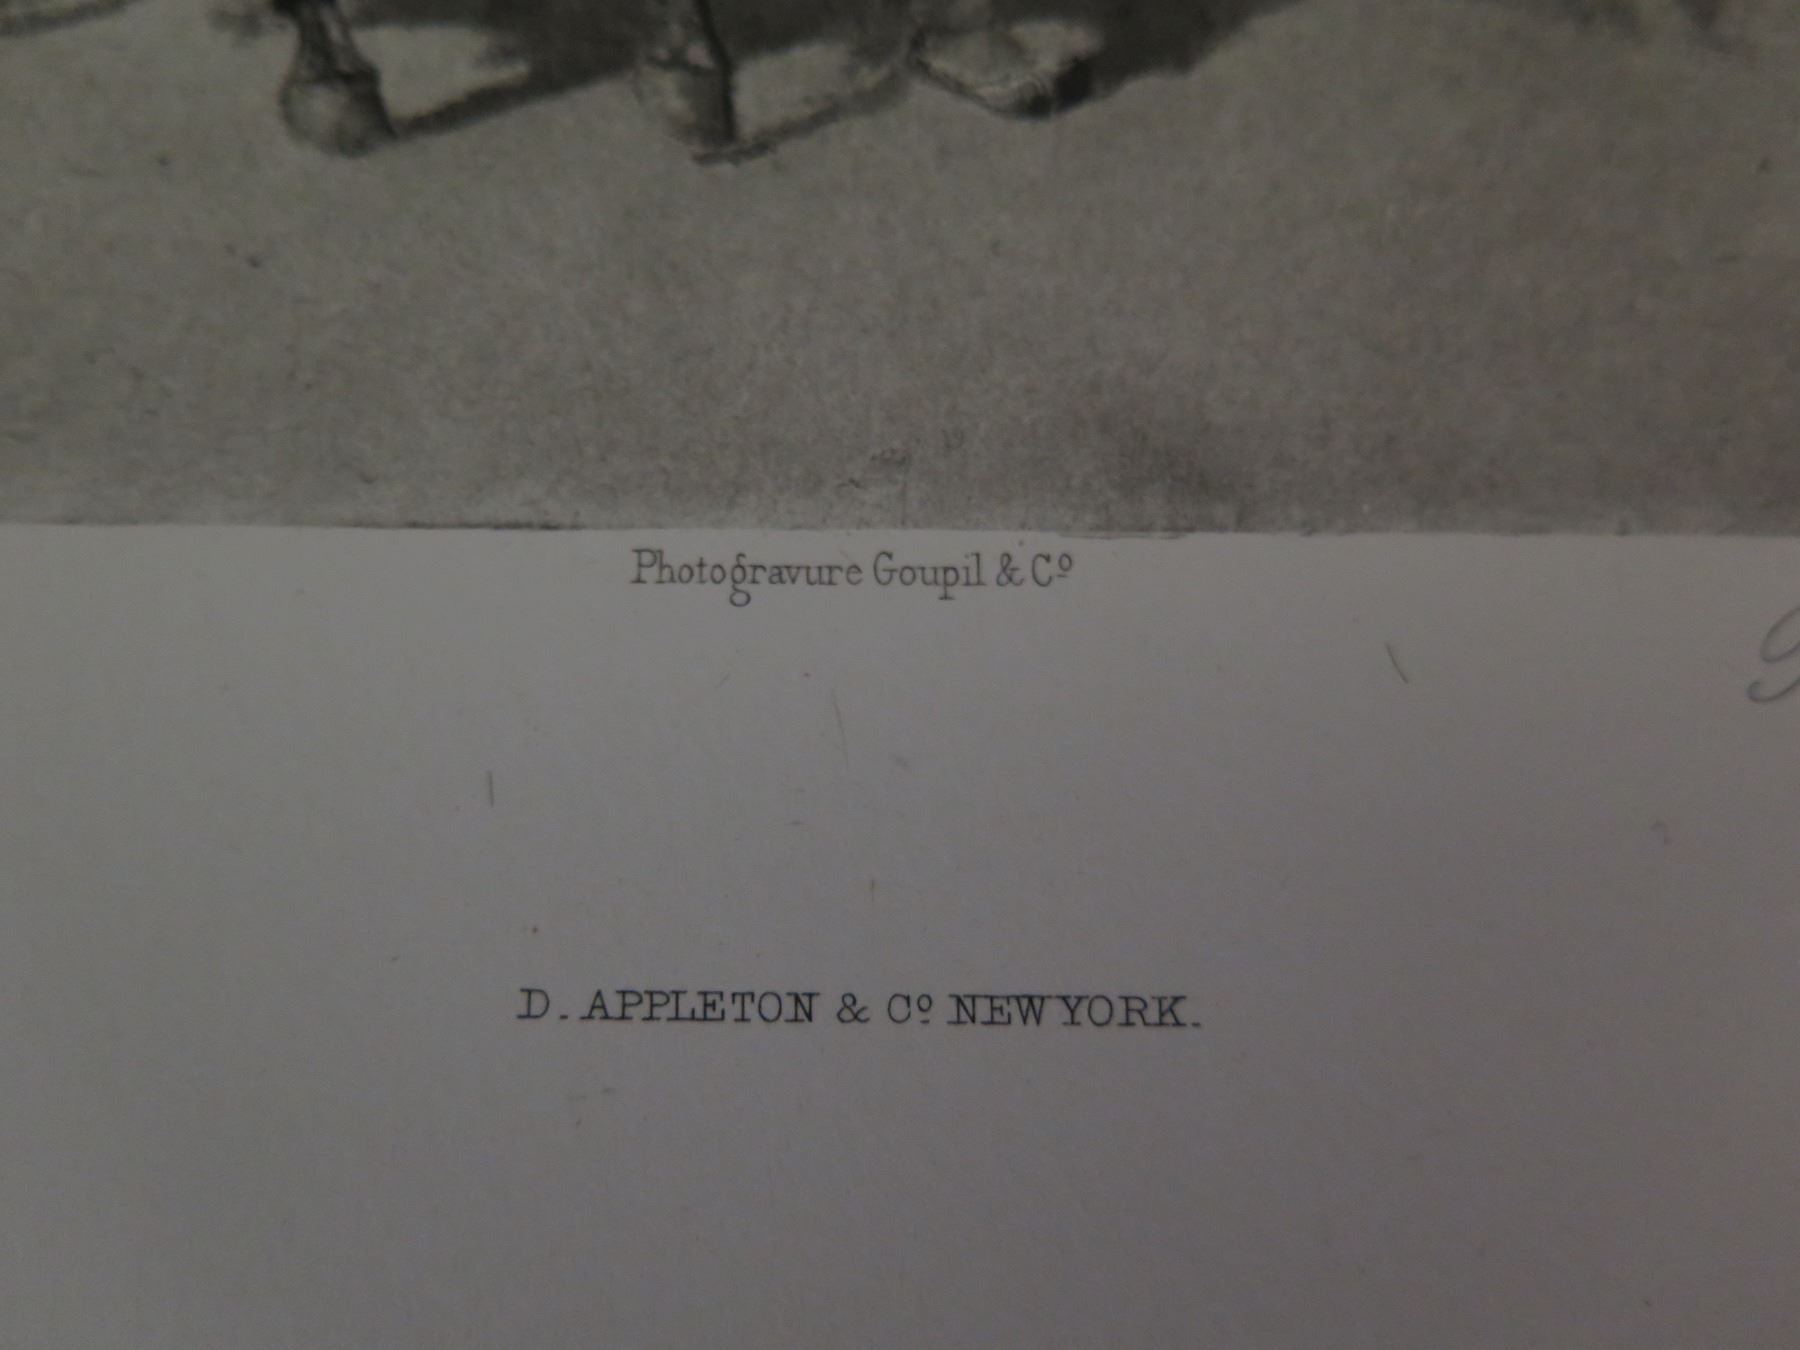 Photogravure Goupil & Cº
D. APPLETON & Cº NEW YORK.